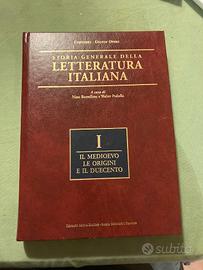 STORIA GENERALE DELLA
LETTERATURA ITALIANA
A cura di
Nino Borsellino e Walter Pedullà
I
IL MEDIOEVO
LE ORIGINI
E IL DUECENTO
subito